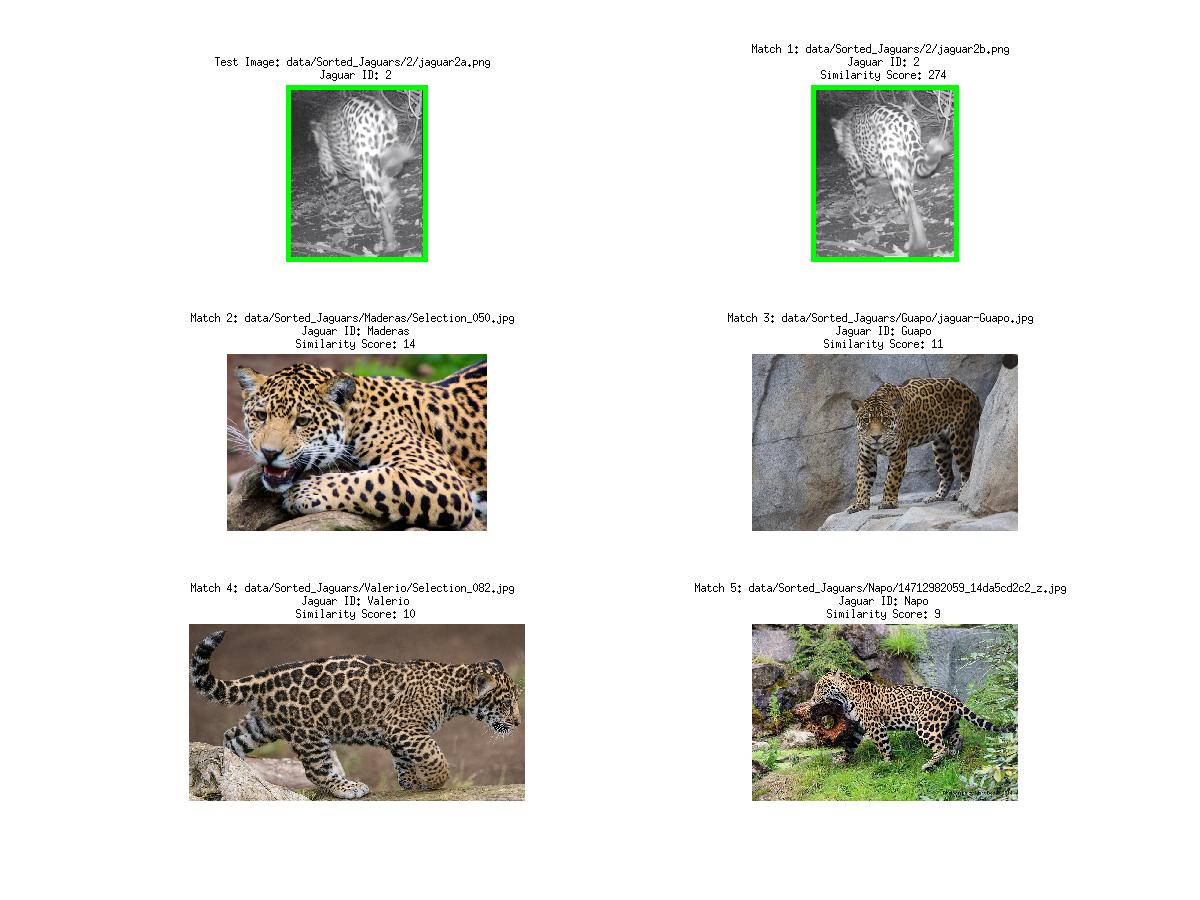 Test Image: data/Sorted_Jaguars/2/jaguar2a.png
Jaguar ID: 2
Match 1: data/Sorted_Jaguars/2/jaguar2b.png
Jaguar ID: 2
Similarity Score: 274
Match 2: data/Sorted_Jaguars/Maderas/Selection_050.jpg
Jaguar ID: Maderas
Similarity Score: 14
Match 3: data/Sorted_Jaguars/Guapo/jaguar-Guapo.jpg
Jaguar ID: Guapo
Similarity Score: 11
Match 4: data/Sorted_Jaguars/Valerio/Selection_082.jpg
Jaguar ID: Valerio
Similarity Score: 10
Match 5: data/Sorted_Jaguars/Napo/14712982059_14da5cd2c2_z.jpg
Jaguar ID: Napo
Similarity Score: 9